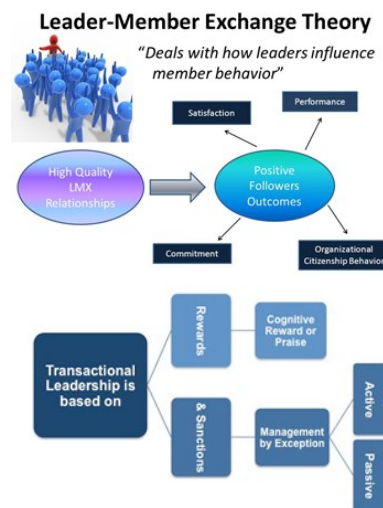 Leader-Member Exchange Theory
“Deals with how leaders influence
member behavior”
Satisfaction
Performance
High Quality
LMX
Relationships
Positive
Followers
Outcomes
Commitment
Organizational
Citizenship Behavior
Transactional
Leadership is
based on
Rewards
Cognitive
Reward or
Praise
& Sanctions
Management
by Exception
Active
Passive